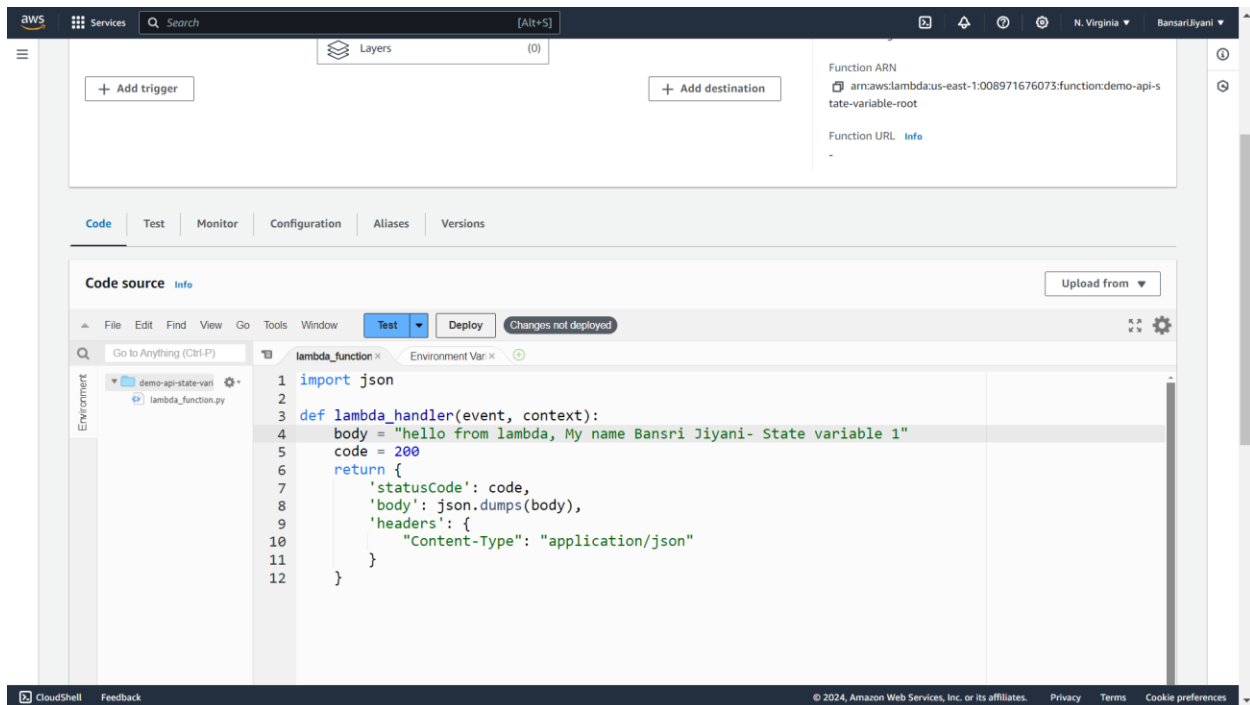 aws Services Search [Alt+S] N. Virginia ▼ BansariJiyani ▼
Layers (0)
+ Add trigger
+ Add destination
Function ARN
arn:aws:lambda:us-east-1:008971676073:function:demo-api-s
tate-variable-root
Function URL Info
-
Code Test Monitor Configuration Aliases Versions
Code source Info
Upload from ▼
File Edit Find View Go Tools Window Test Deploy Changes not deployed
Go to Anything (Ctrl-P)
lambda_function × Environment Vari ×
Environment
demo-api-state-vari
lambda_function.py
1 import json
2
3 def lambda_handler(event, context):
4     body = "hello from lambda, My name Bansri Jiyani- State variable 1"
5     code = 200
6     return {
7         'statusCode': code,
8         'body': json.dumps(body),
9         'headers': {
10             "Content-Type": "application/json"
11         }
12     }
CloudShell Feedback © 2024, Amazon Web Services, Inc. or its affiliates. Privacy Terms Cookie preferences